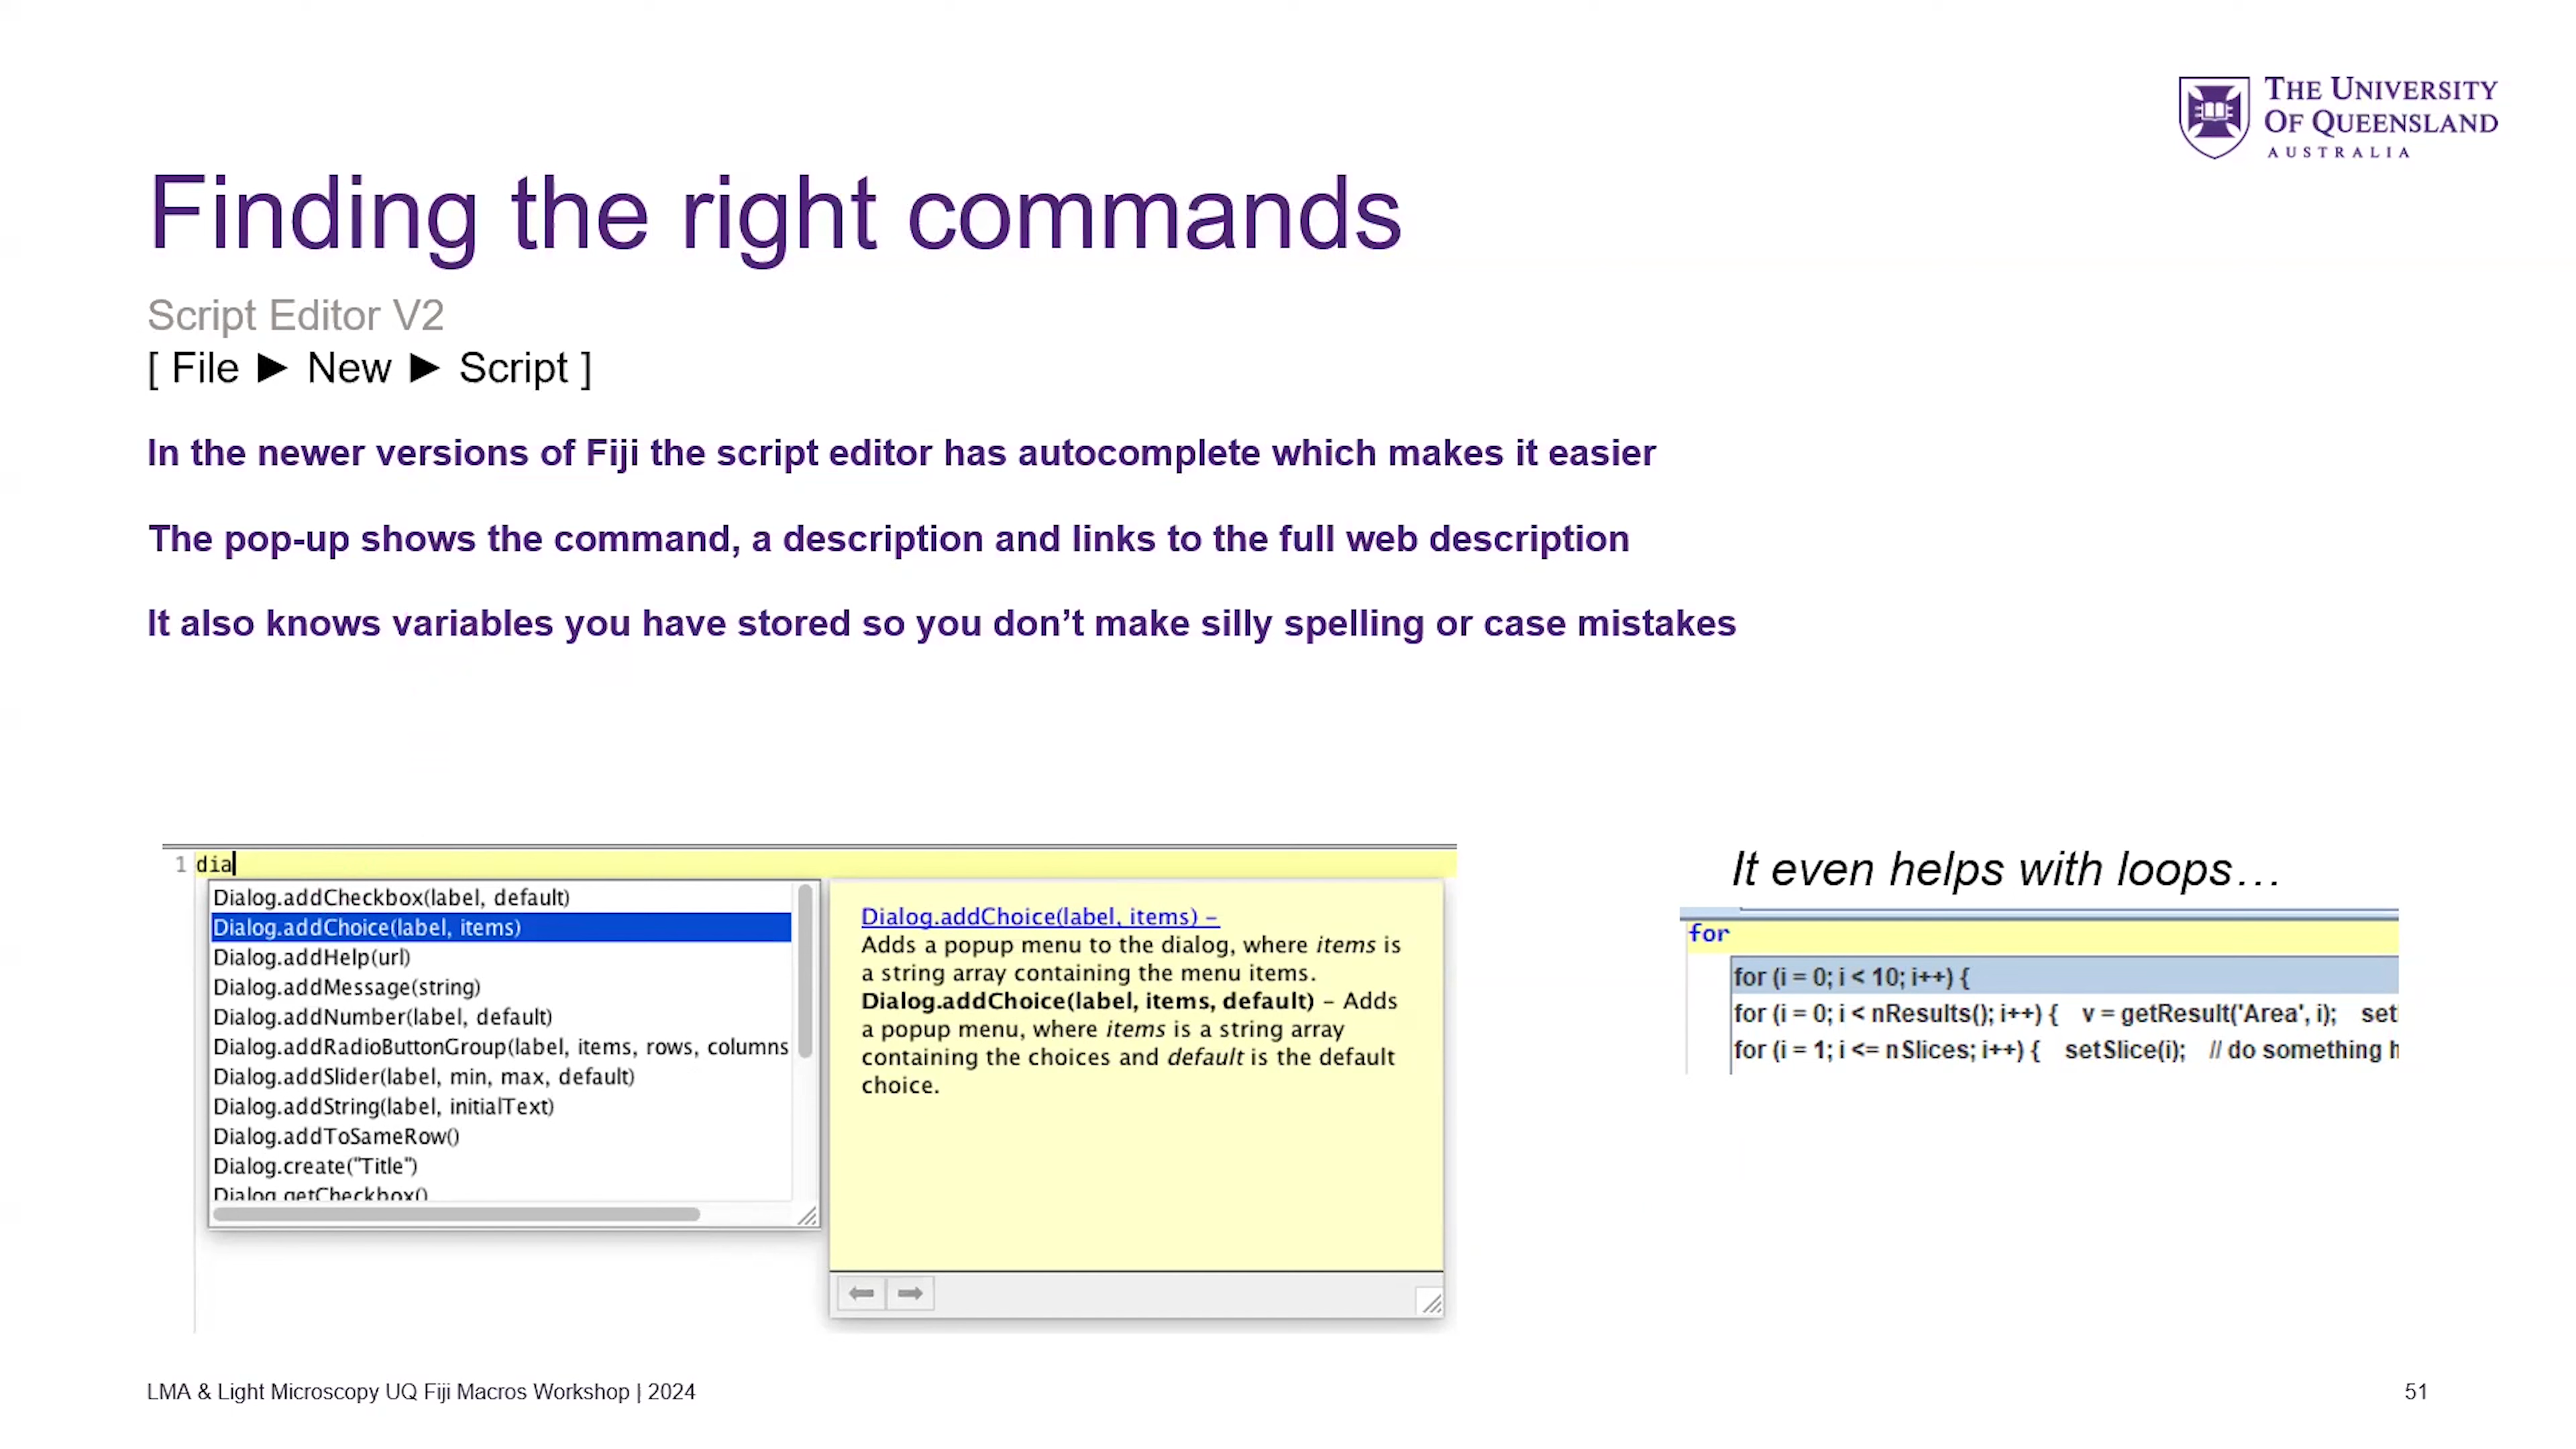 THE UNIVERSITY
OF QUEENSLAND
AUSTRALIA
Finding the right commands
Script Editor V2
[ File ► New ► Script ]
In the newer versions of Fiji the script editor has autocomplete which makes it easier
The pop-up shows the command, a description and links to the full web description
It also knows variables you have stored so you don’t make silly spelling or case mistakes
1 dia
Dialog.addCheckbox(label, default)
Dialog.addChoice(label, items)
Dialog.addHelp(url)
Dialog.addMessage(string)
Dialog.addNumber(label, default)
Dialog.addRadioButtonGroup(label, items, rows, columns
Dialog.addSlider(label, min, max, default)
Dialog.addString(label, initialText)
Dialog.addToSameRow()
Dialog.create("Title")
Dialog.getCheckbox()
Dialog.addChoice(label, items) –
Adds a popup menu to the dialog, where items is
a string array containing the menu items.
Dialog.addChoice(label, items, default) – Adds
a popup menu, where items is a string array
containing the choices and default is the default
choice.
It even helps with loops…
for
for (i = 0; i < 10; i++) {
for (i = 0; i < nResults(); i++) { v = getResult('Area', i); set
for (i = 1; i <= nSlices; i++) { setSlice(i); // do something h
LMA & Light Microscopy UQ Fiji Macros Workshop | 2024
51